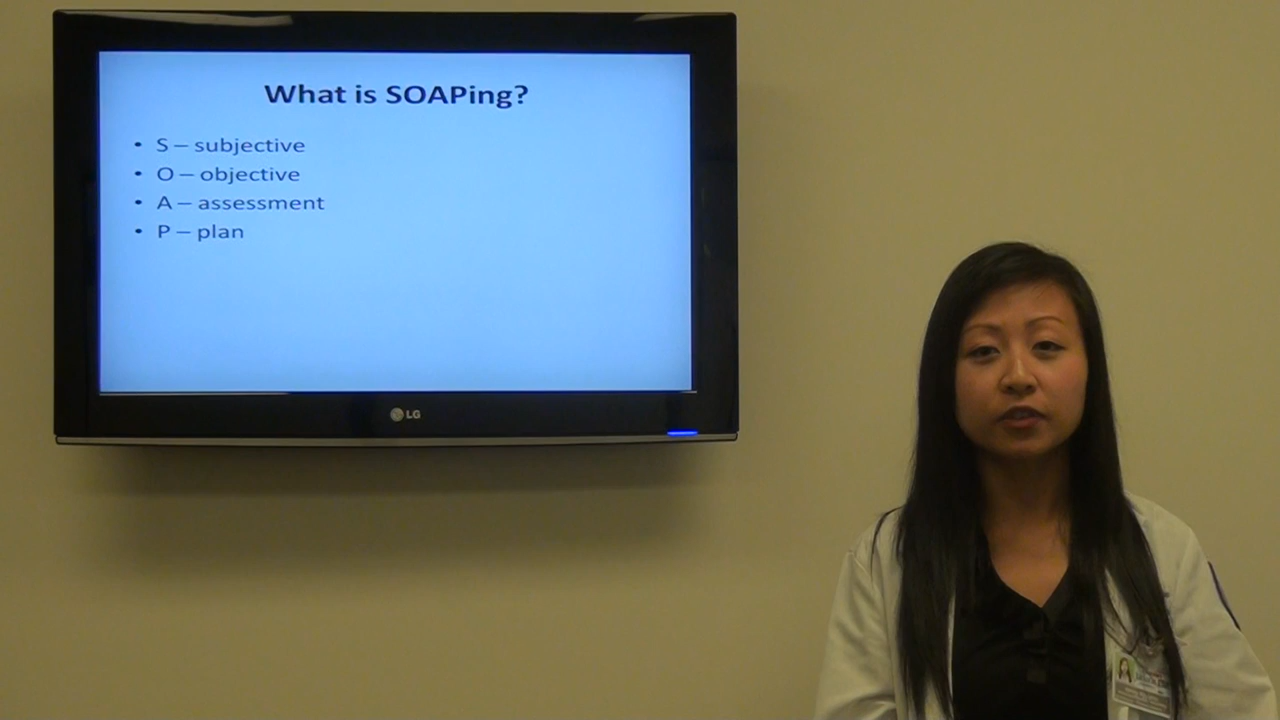 What is SOAPing?
• S – subjective
• O – objective
• A – assessment
• P – plan
LG